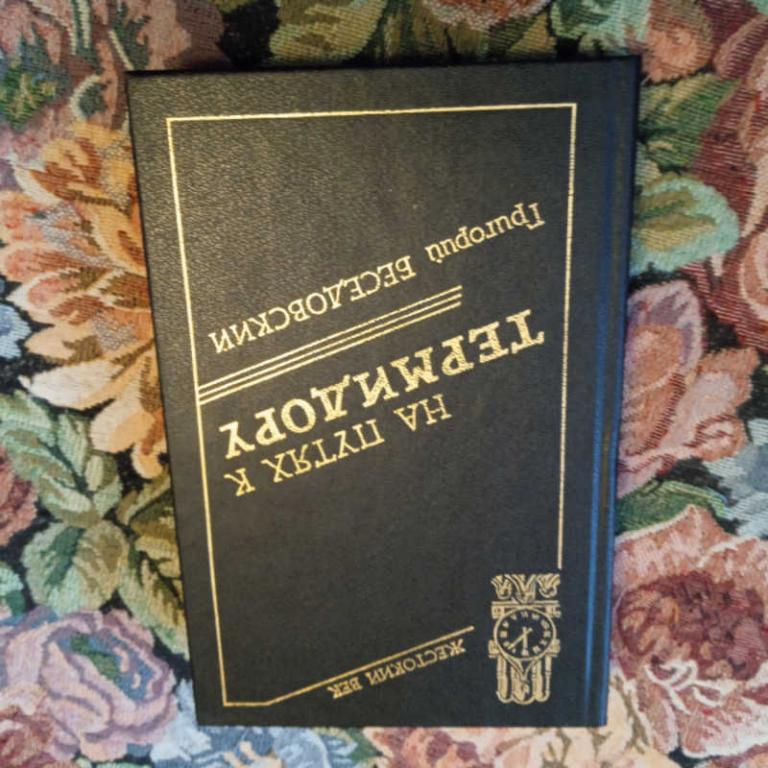 ЖЕСТОКИЙ ВЕК
НА ПУТЯХ К
ТЕРМИДОРУ
Григорий БЕСЕДОВСКИЙ